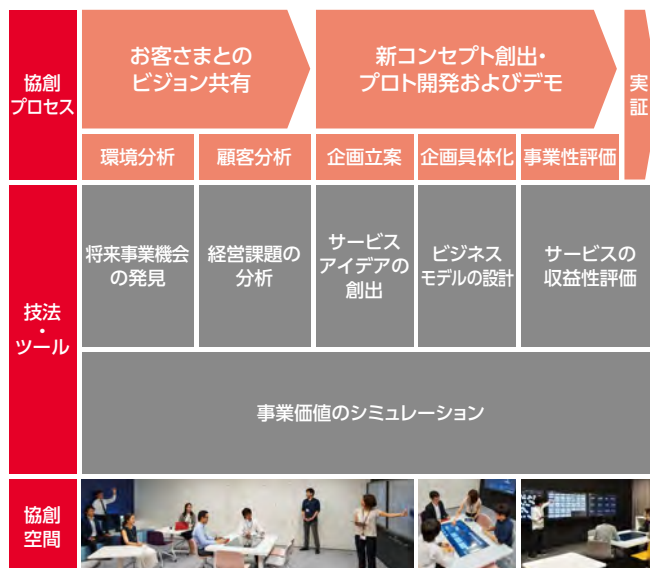 協創
プロセス
お客さまとの
ビジョン共有
新コンセプト創出・
プロト開発およびデモ
実
証
環境分析
顧客分析
企画立案
企画具体化
事業性評価
技法
・
ツール
将来事業機会
の発見
経営課題の
分析
サービス
アイデアの
創出
ビジネス
モデルの設計
サービスの
収益性評価
事業価値のシミュレーション
協創
空間